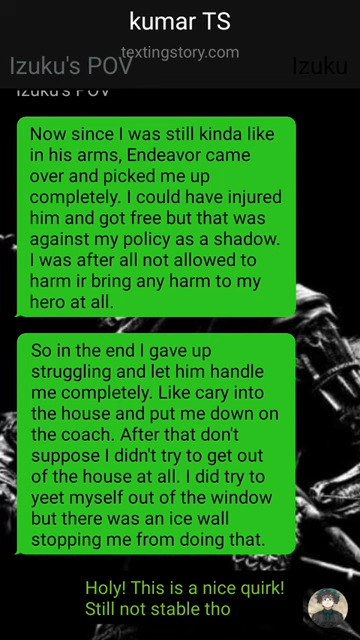 kumar TS
textingstory.com
Izuku's POV
Izuku
Izuku's POV
Now since I was still kinda like
in his arms, Endeavor came
over and picked me up
completely. I could have injured
him and got free but that was
against my policy as a shadow.
I was after all not allowed to
harm ir bring any harm to my
hero at all.
So in the end I gave up
struggling and let him handle
me completely. Like cary into
the house and put me down on
the coach. After that don't
suppose I didn't try to get out
of the house at all. I did try to
yeet myself out of the window
but there was an ice wall
stopping me from doing that.
Holy! This is a nice quirk!
Still not stable tho